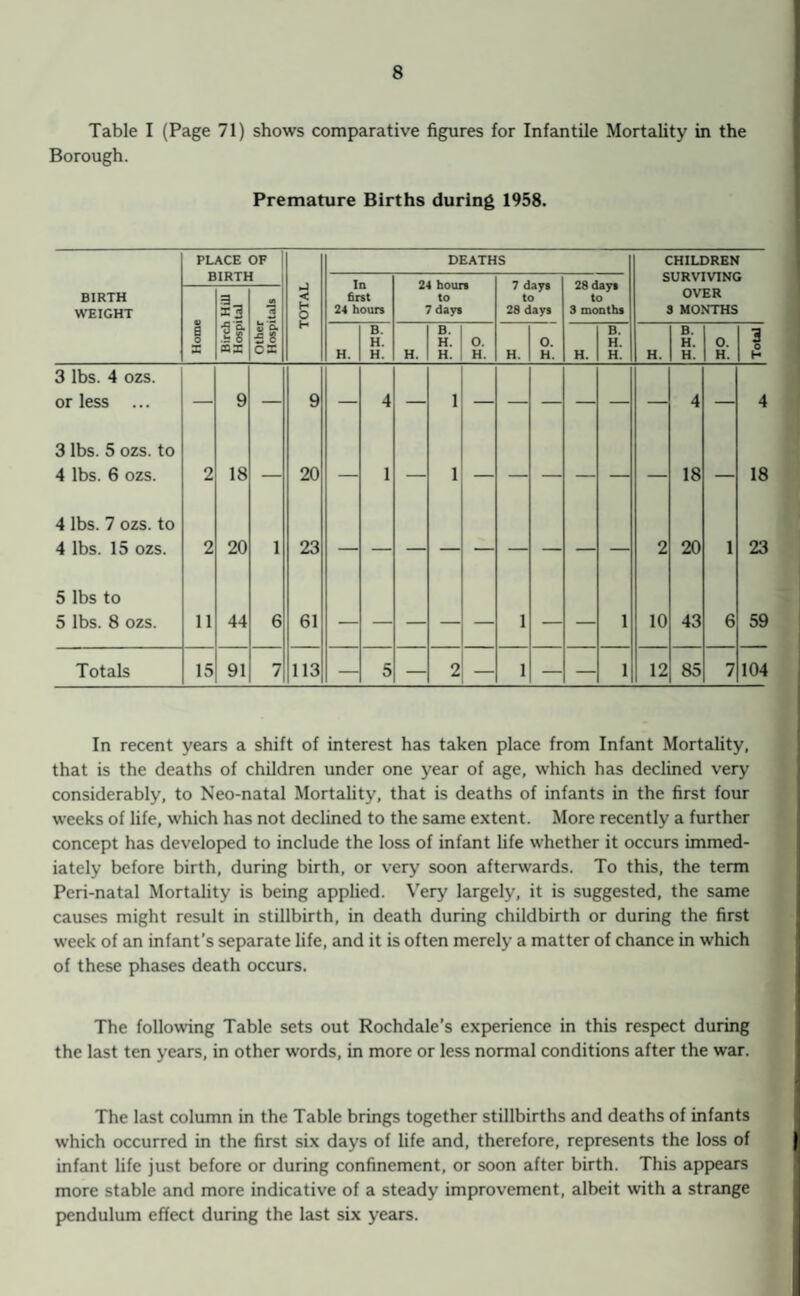 8
Table I (Page 71) shows comparative figures for Infantile Mortality in the
Borough.
Premature Births during 1958.
BIRTH WEIGHT | PLACE OF BIRTH | TOTAL | DEATHS | CHILDREN SURVIVING OVER 3 MONTHS
Home | Birch Hill Hospital | Other Hospitals | In first 24 hours | 24 hours to 7 days | 7 days to 28 days | 28 days to 3 months
H. | B. H. H. | H. | B. H. H. | O. H. | H. | O. H. | H. | B. H. H. | H. | B. H. H. | O. H. | Total
3 lbs. 4 ozs.
or less ... | — | 9 | — | 9 | — | 4 | — | 1 | — | — | — | — | — | — | 4 | — | 4
3 lbs. 5 ozs. to
4 lbs. 6 ozs. | 2 | 18 | — | 20 | — | 1 | — | 1 | — | — | — | — | — | — | 18 | — | 18
4 lbs. 7 ozs. to
4 lbs. 15 ozs. | 2 | 20 | 1 | 23 | — | — | — | — | — | — | — | — | — | 2 | 20 | 1 | 23
5 lbs to
5 lbs. 8 ozs. | 11 | 44 | 6 | 61 | — | — | — | — | — | 1 | — | — | 1 | 10 | 43 | 6 | 59
Totals | 15 | 91 | 7 | 113 | — | 5 | — | 2 | — | 1 | — | — | 1 | 12 | 85 | 7 | 104
In recent years a shift of interest has taken place from Infant Mortality,
that is the deaths of children under one year of age, which has declined very
considerably, to Neo-natal Mortality, that is deaths of infants in the first four
weeks of life, which has not declined to the same extent. More recently a further
concept has developed to include the loss of infant life whether it occurs immed-
iately before birth, during birth, or very soon afterwards. To this, the term
Peri-natal Mortality is being applied. Very largely, it is suggested, the same
causes might result in stillbirth, in death during childbirth or during the first
week of an infant's separate life, and it is often merely a matter of chance in which
of these phases death occurs.
The following Table sets out Rochdale's experience in this respect during
the last ten years, in other words, in more or less normal conditions after the war.
The last column in the Table brings together stillbirths and deaths of infants
which occurred in the first six days of life and, therefore, represents the loss of
infant life just before or during confinement, or soon after birth. This appears
more stable and more indicative of a steady improvement, albeit with a strange
pendulum effect during the last six years.